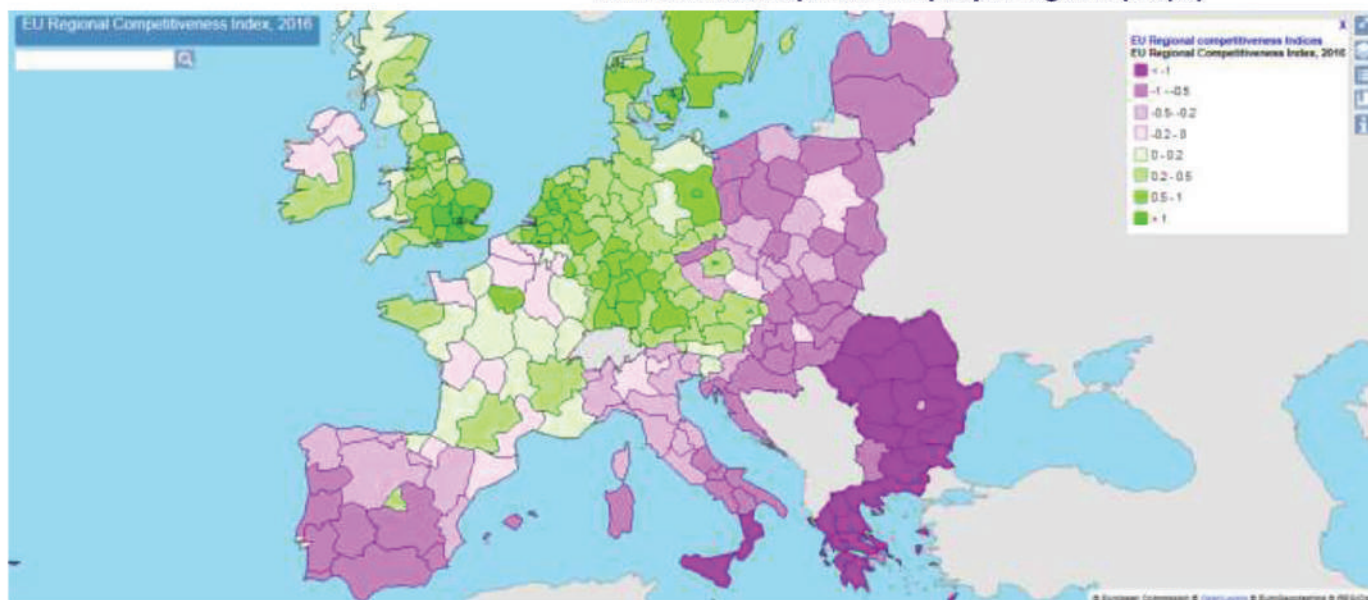 EU Regional Competitiveness Index, 2016
X
EU Regional competitiveness Indices
EU Regional Competitiveness Index, 2016
< -1
-1 - -0.5
-0.5 - -0.2
-0.2 - 0
0 - 0.2
0.2 - 0.5
0.5 - 1
> 1